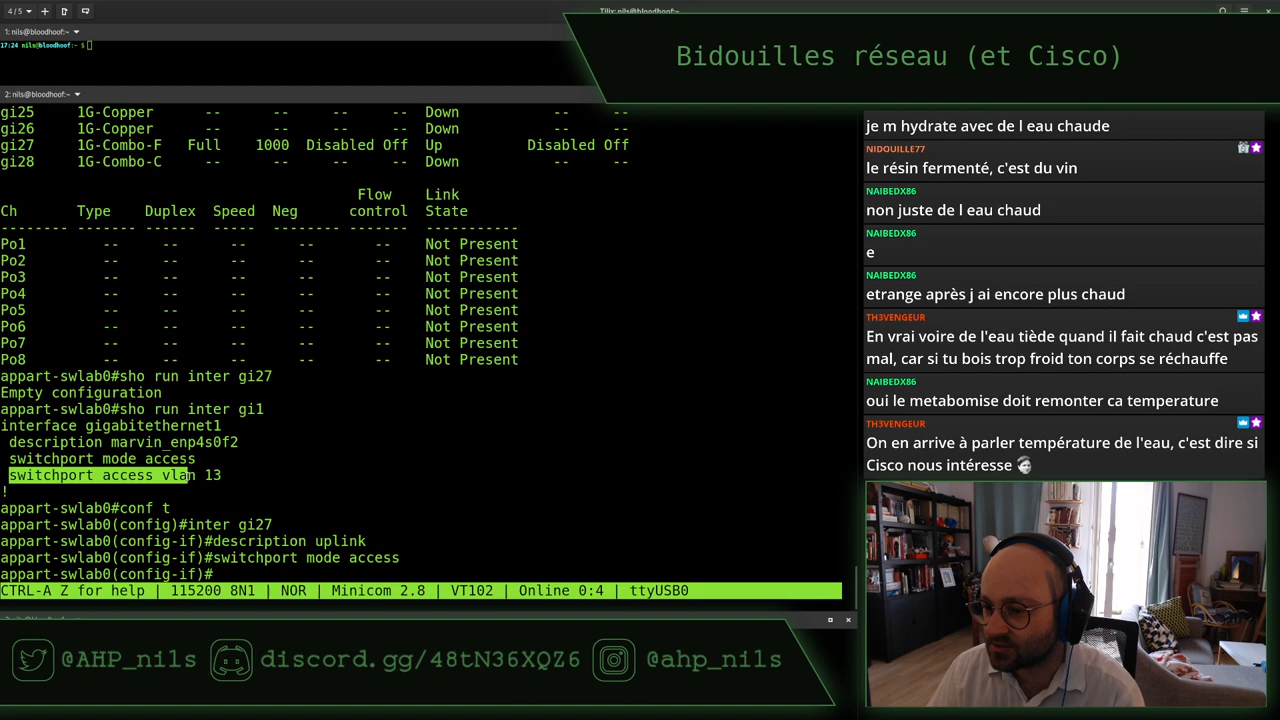 4 / 5
Tilix: nils@bloodhoof:~
1: nils@bloodhoof:~
17:24 nils@bloodhoof:~ $
2: nils@bloodhoof:~
Bidouilles réseau (et Cisco)
gi25 1G-Copper -- -- -- -- Down -- --
gi26 1G-Copper -- -- -- -- Down -- --
gi27 1G-Combo-F Full 1000 Disabled Off Up Disabled Off
gi28 1G-Combo-C -- -- -- -- Down -- --
Flow Link
Ch Type Duplex Speed Neg control State
-------- ------- ------ ----- -------- ------- -----------
Po1 -- -- -- -- -- Not Present
Po2 -- -- -- -- -- Not Present
Po3 -- -- -- -- -- Not Present
Po4 -- -- -- -- -- Not Present
Po5 -- -- -- -- -- Not Present
Po6 -- -- -- -- -- Not Present
Po7 -- -- -- -- -- Not Present
Po8 -- -- -- -- -- Not Present
appart-swlab0#sho run inter gi27
Empty configuration
appart-swlab0#sho run inter gi1
interface gigabitethernet1
description marvin_enp4s0f2
switchport mode access
switchport access vlan 13
!
appart-swlab0#conf t
appart-swlab0(config)#inter gi27
appart-swlab0(config-if)#description uplink
appart-swlab0(config-if)#switchport mode access
appart-swlab0(config-if)#
CTRL-A Z for help | 115200 8N1 | NOR | Minicom 2.8 | VT102 | Online 0:4 | ttyUSB0
je m hydrate avec de l eau chaude
NIDOUILLE77
le résin fermenté, c'est du vin
NAIBEDX86
non juste de l eau chaud
NAIBEDX86
e
NAIBEDX86
etrange après j ai encore plus chaud
TH3VENGEUR
En vrai voire de l'eau tiède quand il fait chaud c'est pas
mal, car si tu bois trop froid ton corps se réchauffe
NAIBEDX86
oui le metabomise doit remonter ca temperature
TH3VENGEUR
On en arrive à parler température de l'eau, c'est dire si
Cisco nous intéresse
@AHP_nils discord.gg/48tN36XQZ6 @ahp_nils